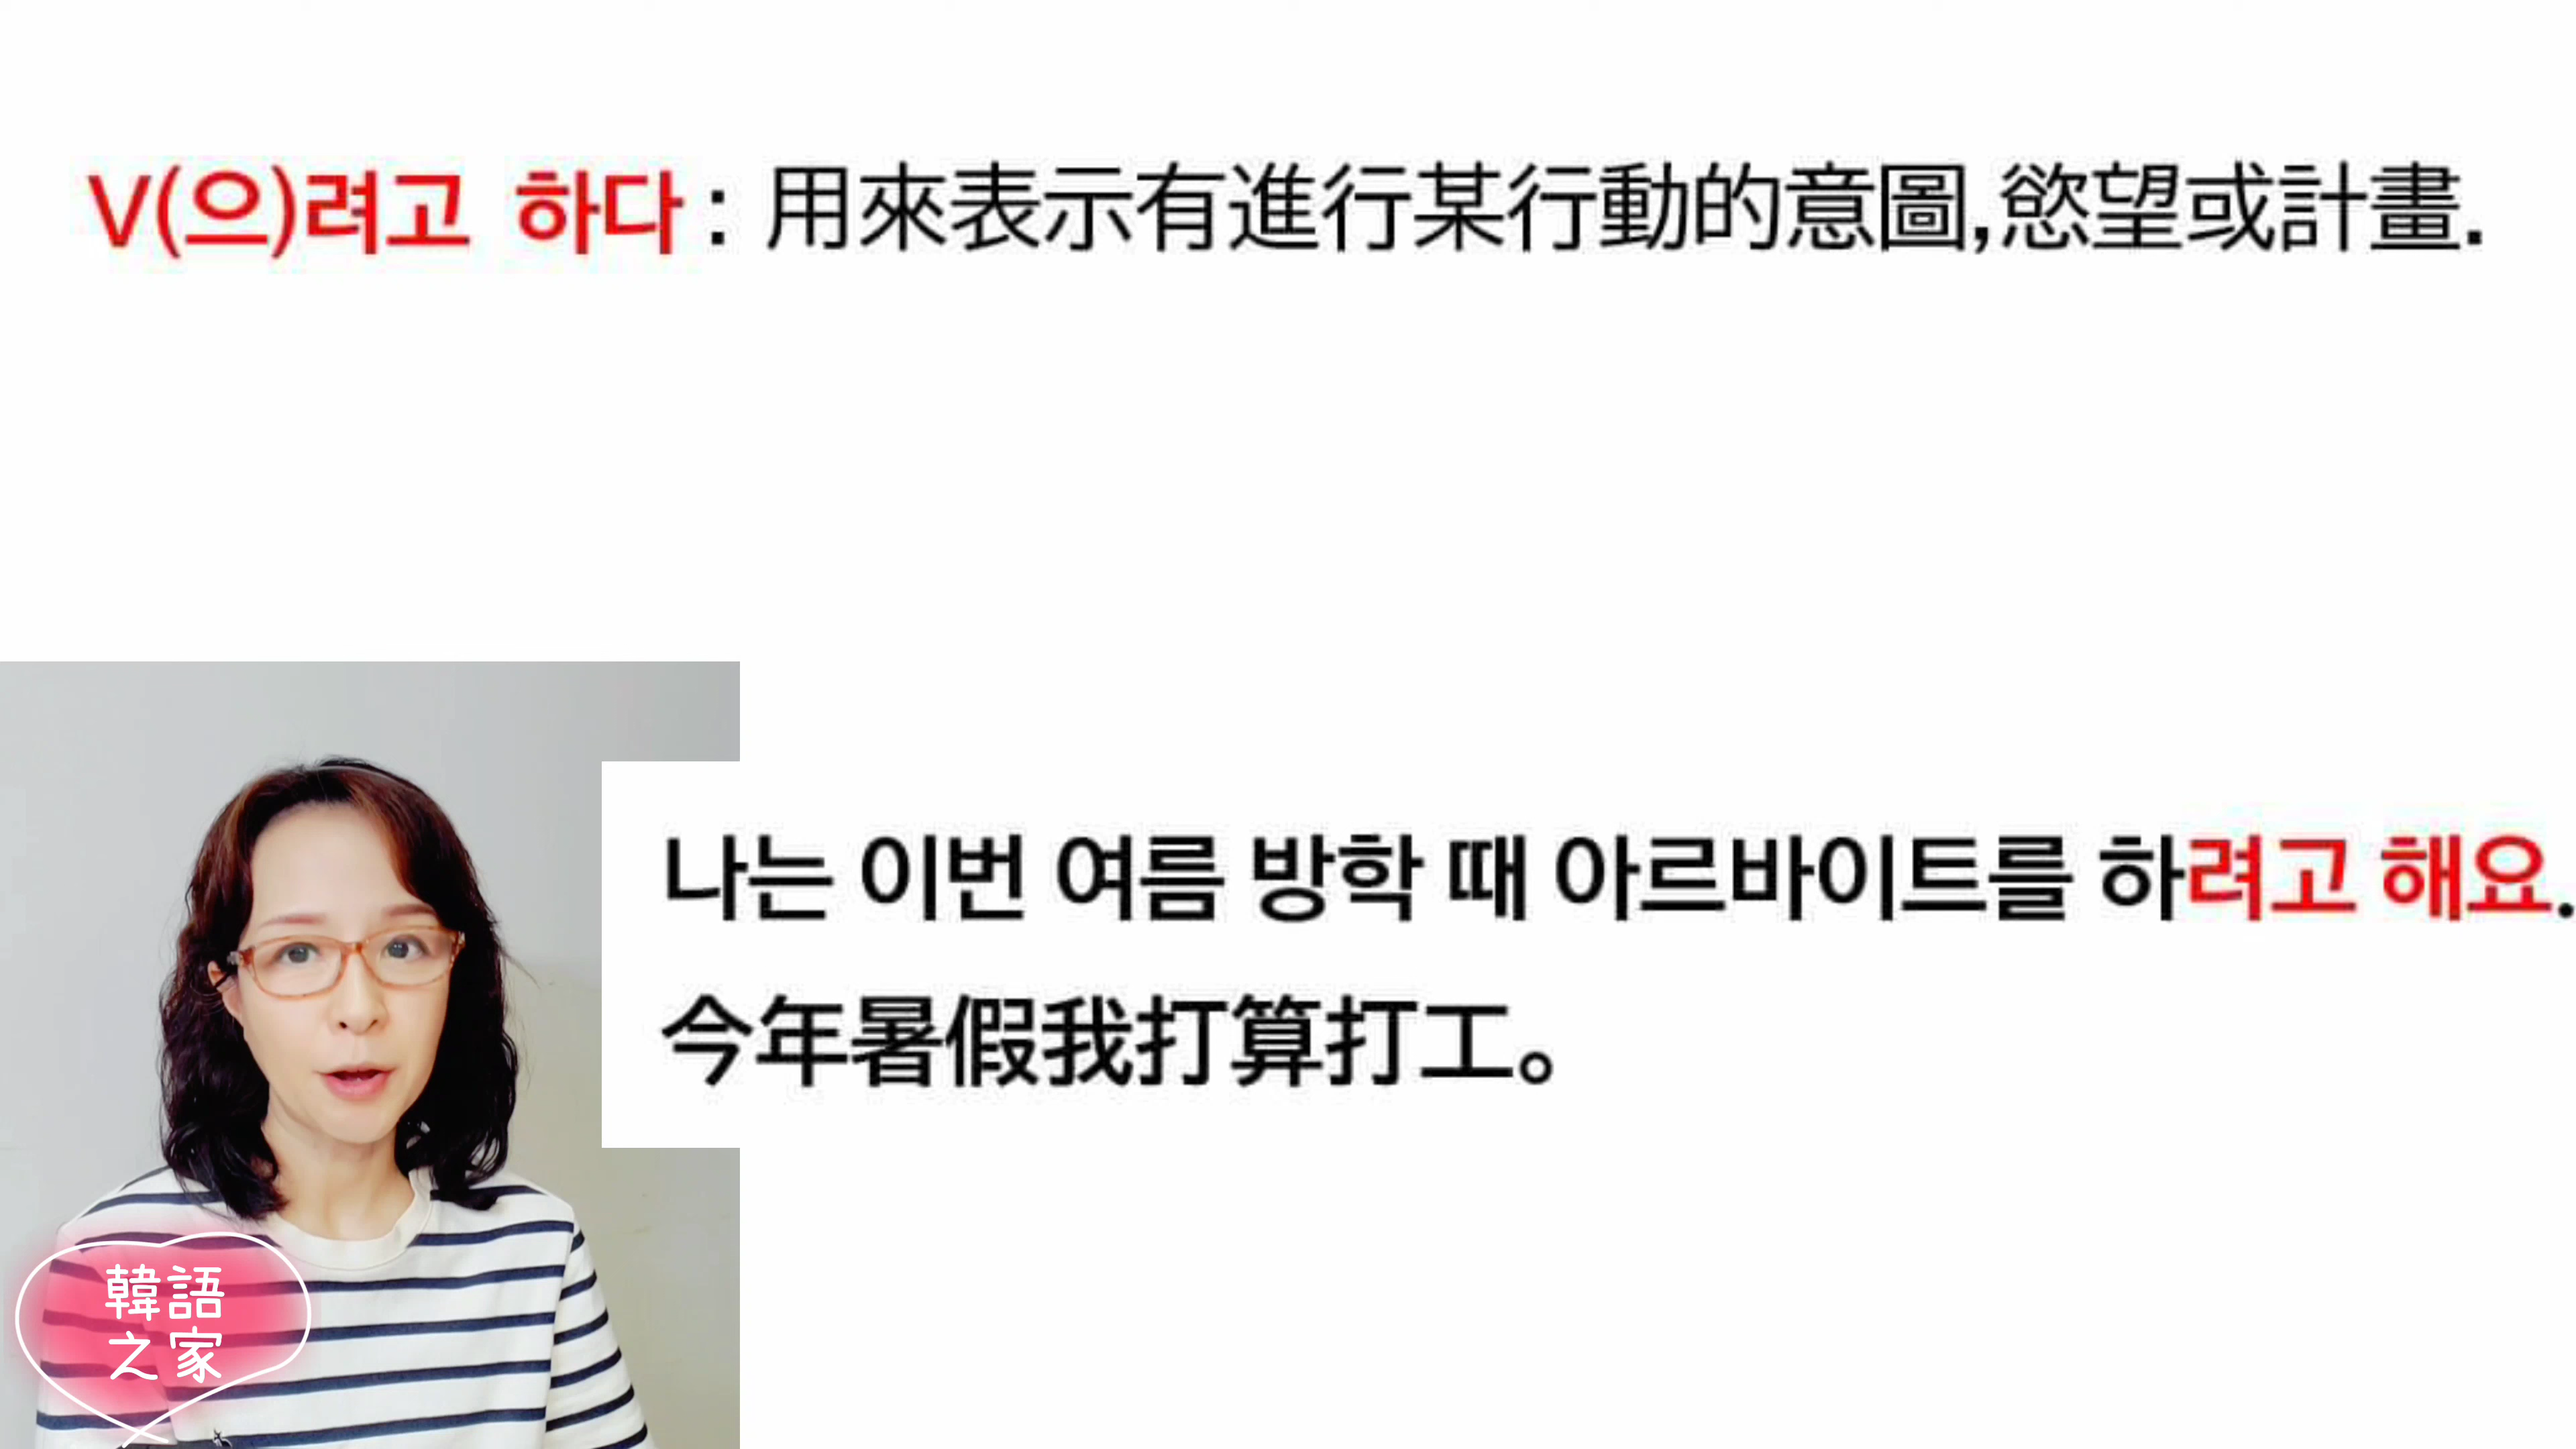 V(으)려고 하다 : 用來表示有進行某行動的意圖,慾望或計畫.
나는 이번 여름 방학 때 아르바이트를 하려고 해요.
今年暑假我打算打工。
韓語
之家